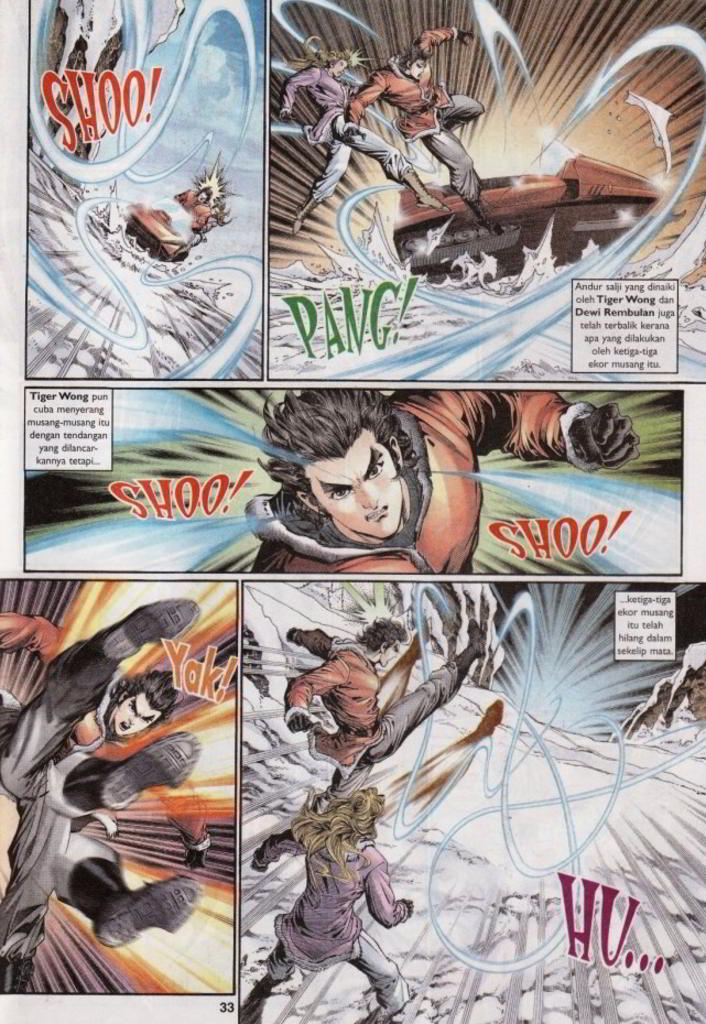 SHOO!
PANG!
Andur salji yang dinaiki
oleh Tiger Wong dan
Dewi Rembulan juga
telah terbalik kerana
apa yang dilakukan
oleh ketiga-tiga
ekor musang itu.
Tiger Wong pun
cuba menyerang
musang-musang itu
dengan tendangan
yang dilancar-
kannya tetapi...
SHOO!
SHOO!
Yak!
...ketiga-tiga
ekor musang
itu telah
hilang dalam
sekelip mata.
HU...
33